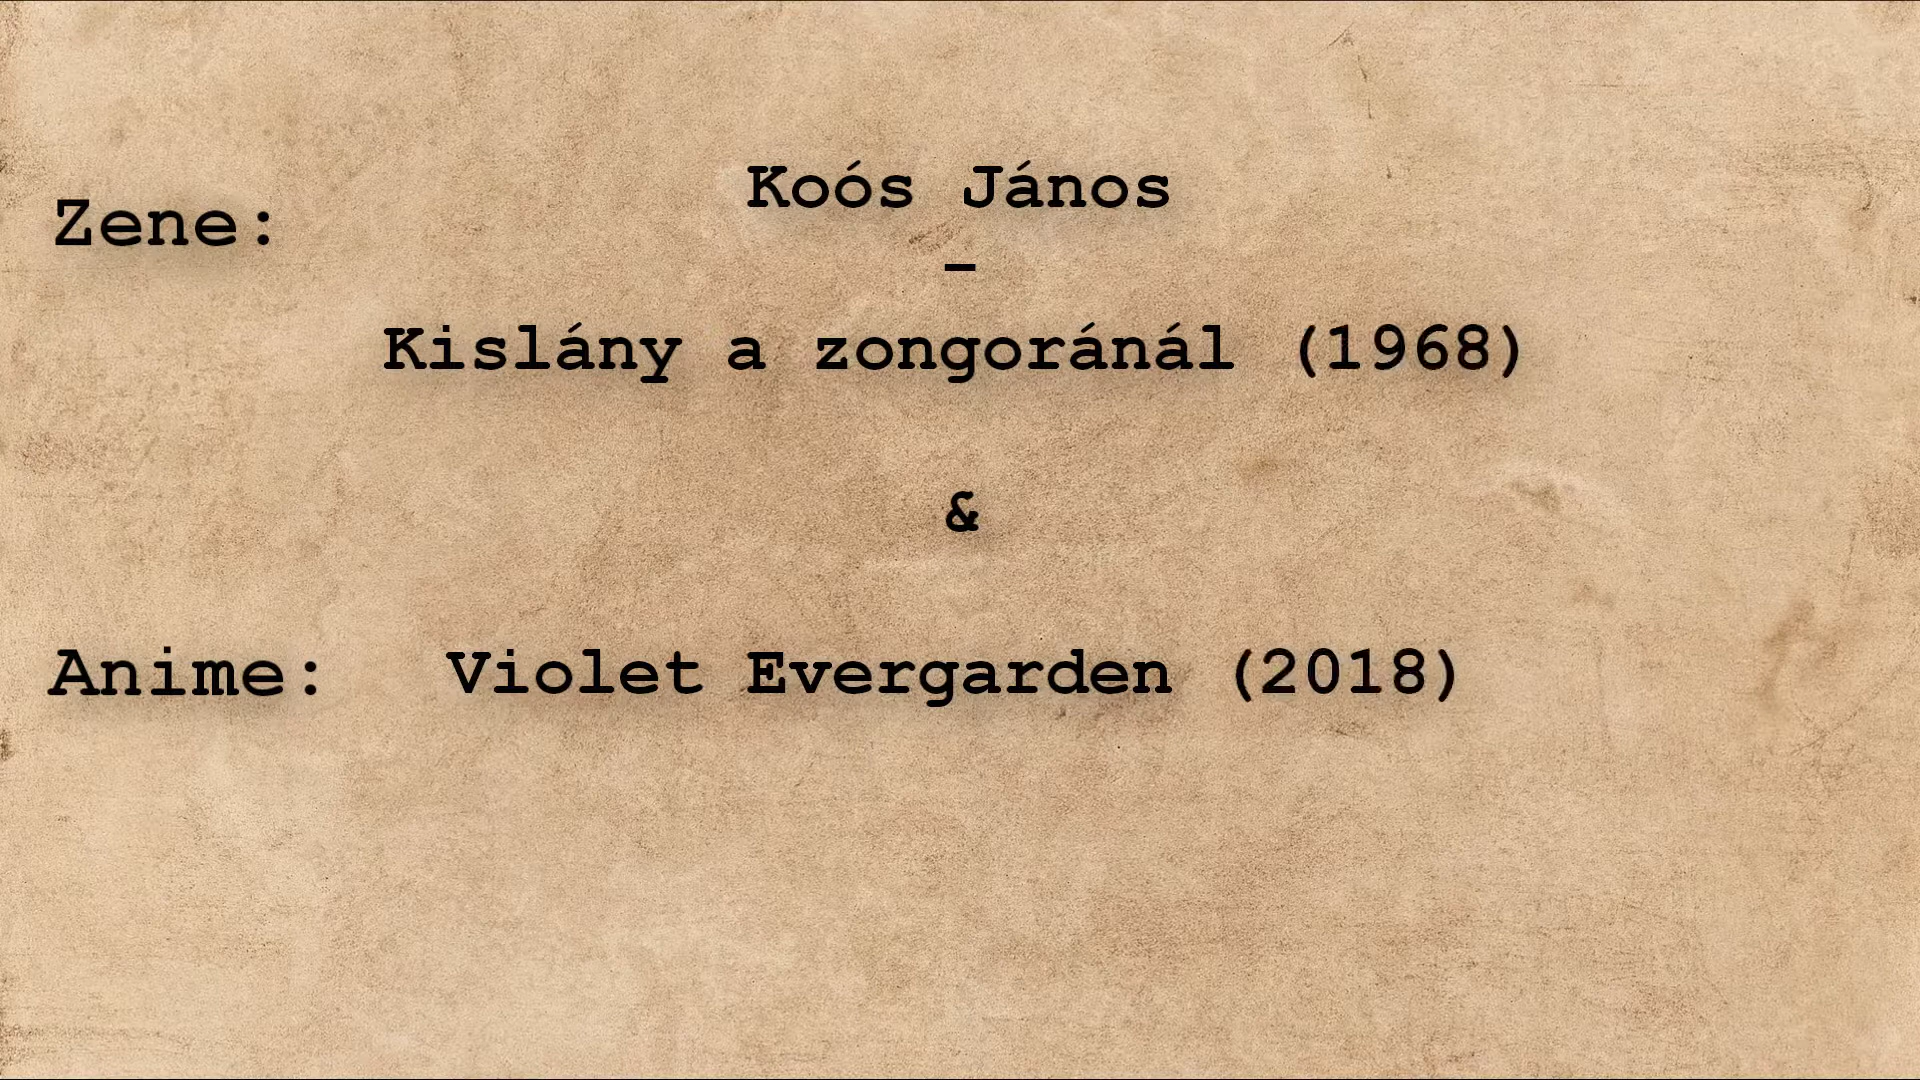 Zene:
Koós János
-
Kislány a zongoránál (1968)
&
Anime: Violet Evergarden (2018)